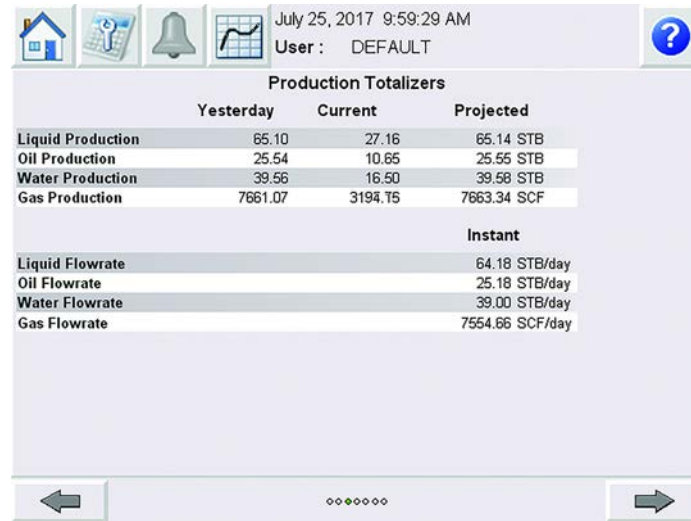 July 25, 2017 9:59:29 AM
User : DEFAULT
?
Production Totalizers
Yesterday Current Projected
Liquid Production 65.10 27.16 65.14 STB
Oil Production 25.54 10.65 25.55 STB
Water Production 39.56 16.50 39.58 STB
Gas Production 7661.07 3194.15 7663.34 SCF
Instant
Liquid Flowrate 64.18 STB/day
Oil Flowrate 25.18 STB/day
Water Flowrate 39.00 STB/day
Gas Flowrate 7554.66 SCF/day